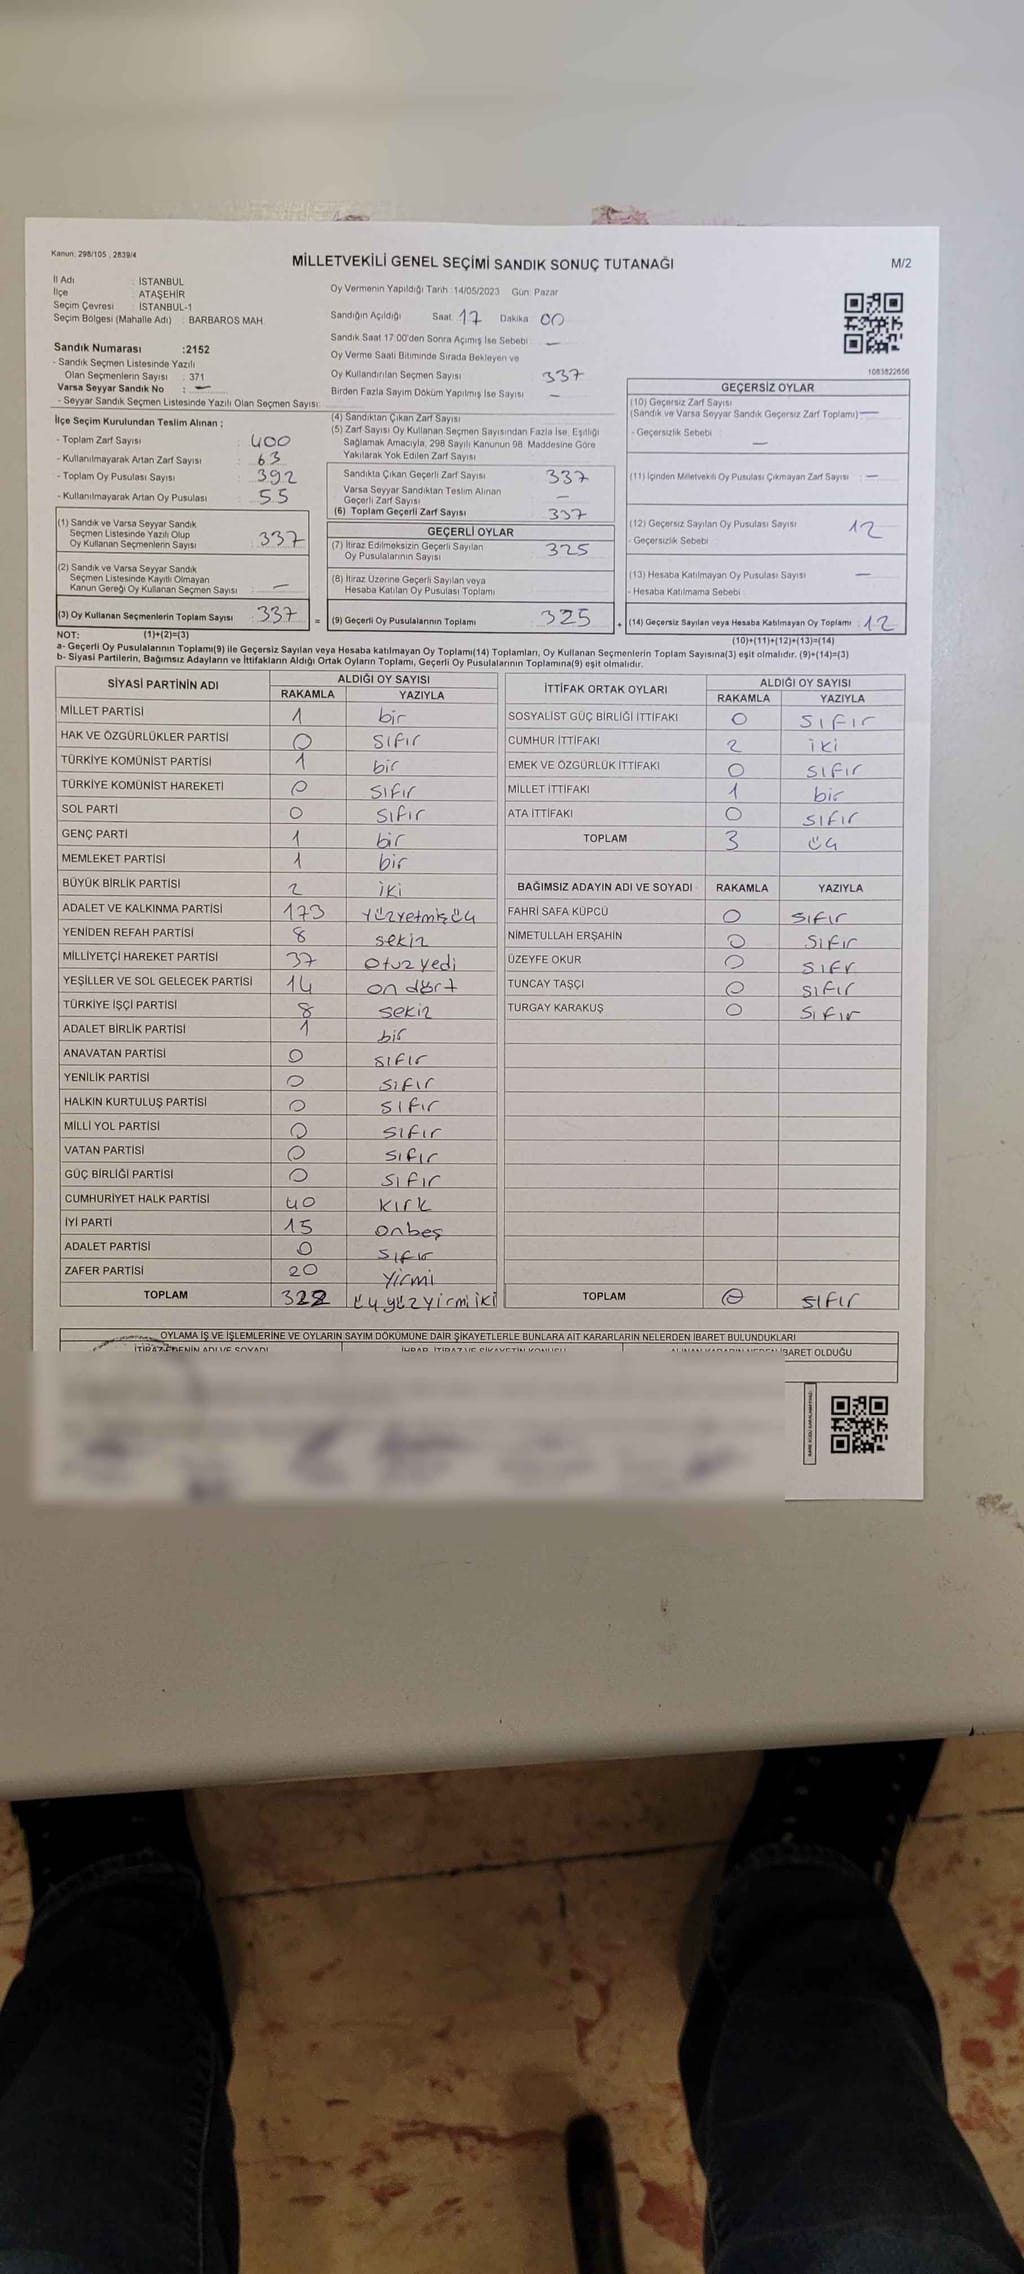 Kanun; 298/105 , 2839/4
MİLLETVEKİLİ GENEL SEÇİMİ SANDIK SONUÇ TUTANAĞI
M/2
İl Adı : İSTANBUL
İlçe : ATAŞEHİR
Seçim Çevresi : İSTANBUL-1
Seçim Bölgesi (Mahalle Adı) : BARBAROS MAH.
Sandık Numarası :2152
- Sandık Seçmen Listesinde Yazılı
Olan Seçmenlerin Sayısı : 371
Varsa Seyyar Sandık No : —
- Seyyar Sandık Seçmen Listesinde Yazılı Olan Seçmen Sayısı:
Oy Vermenin Yapıldığı Tarih :14/05/2023 Gün: Pazar
Sandığın Açıldığı Saat 17 Dakika 00
Sandık Saat 17:00'den Sonra Açımış İse Sebebi : —
Oy Verme Saati Bitiminde Sırada Bekleyen ve
Oy Kullandırılan Seçmen Sayısı 337
Birden Fazla Sayım Döküm Yapılmış İse Sayısı —
1083822656
İlçe Seçim Kurulundan Teslim Alınan ;
- Toplam Zarf Sayısı : 400
- Kullanılmayarak Artan Zarf Sayısı : 63
- Toplam Oy Pusulası Sayısı : 392
- Kullanılmayarak Artan Oy Pusulası : 55
(1) Sandık ve Varsa Seyyar Sandık
Seçmen Listesinde Yazılı Olup
Oy Kullanan Seçmenlerin Sayısı : 337
(2) Sandık ve Varsa Seyyar Sandık
Seçmen Listesinde Kayıtlı Olmayan
Kanun Gereği Oy Kullanan Seçmen Sayısı : —
(3) Oy Kullanan Seçmenlerin Toplam Sayısı : 337
(4) Sandıktan Çıkan Zarf Sayısı
(5) Zarf Sayısı Oy Kullanan Seçmen Sayısından Fazla İse, Eşitliği
Sağlamak Amacıyla, 298 Sayılı Kanunun 98. Maddesine Göre
Yakılarak Yok Edilen Zarf Sayısı
Sandıkta Çıkan Geçerli Zarf Sayısı : 337
Varsa Seyyar Sandıktan Teslim Alınan
Geçerli Zarf Sayısı : —
(6) Toplam Geçerli Zarf Sayısı : 337
GEÇERLİ OYLAR
(7) İtiraz Edilmeksizin Geçerli Sayılan
Oy Pusulalarının Sayısı : 325
(8) İtiraz Üzerine Geçerli Sayılan veya
Hesaba Katılan Oy Pusulası Toplamı
= (9) Geçerli Oy Pusulalarının Toplamı : 325
GEÇERSİZ OYLAR
(10) Geçersiz Zarf Sayısı
(Sandık ve Varsa Seyyar Sandık Geçersiz Zarf Toplamı) —
- Geçersizlik Sebebi : —
(11) İçinden Milletvekili Oy Pusulası Çıkmayan Zarf Sayısı : —
(12) Geçersiz Sayılan Oy Pusulası Sayısı : 12
- Geçersizlik Sebebi
(13) Hesaba Katılmayan Oy Pusulası Sayısı : —
- Hesaba Katılmama Sebebi :
+ (14) Geçersiz Sayılan veya Hesaba Katılmayan Oy Toplamı : 12
NOT: (1)+(2)=(3)
(10)+(11)+(12)+(13)=(14)
a- Geçerli Oy Pusulalarının Toplamı(9) ile Geçersiz Sayılan veya Hesaba katılmayan Oy Toplamı(14) Toplamları, Oy Kullanan Seçmenlerin Toplam Sayısına(3) eşit olmalıdır. (9)+(14)=(3)
b- Siyasi Partilerin, Bağımsız Adayların ve İttifakların Aldığı Ortak Oyların Toplamı, Geçerli Oy Pusulalarının Toplamına(9) eşit olmalıdır.
SİYASİ PARTİNİN ADI ALDIĞI OY SAYISI
RAKAMLA YAZIYLA
MİLLET PARTİSİ 1 bir
HAK VE ÖZGÜRLÜKLER PARTİSİ 0 sıfır
TÜRKİYE KOMÜNİST PARTİSİ 1 bir
TÜRKİYE KOMÜNİST HAREKETİ 0 sıfır
SOL PARTİ 0 sıfır
GENÇ PARTİ 1 bir
MEMLEKET PARTİSİ 1 bir
BÜYÜK BİRLİK PARTİSİ 2 iki
ADALET VE KALKINMA PARTİSİ 173 yüzyetmişüç
YENİDEN REFAH PARTİSİ 8 sekiz
MİLLİYETÇİ HAREKET PARTİSİ 37 otuzyedi
YEŞİLLER VE SOL GELECEK PARTİSİ 14 on dört
TÜRKİYE İŞÇİ PARTİSİ 8 sekiz
ADALET BİRLİK PARTİSİ 1 bir
ANAVATAN PARTİSİ 0 sıfır
YENİLİK PARTİSİ 0 sıfır
HALKIN KURTULUŞ PARTİSİ 0 sıfır
MİLLİ YOL PARTİSİ 0 sıfır
VATAN PARTİSİ 0 sıfır
GÜÇ BİRLİĞİ PARTİSİ 0 sıfır
CUMHURİYET HALK PARTİSİ 40 kırk
İYİ PARTİ 15 onbeş
ADALET PARTİSİ 0 sıfır
ZAFER PARTİSİ 20 yirmi
TOPLAM 322 üçyüzyirmiiki
İTTİFAK ORTAK OYLARI ALDIĞI OY SAYISI
RAKAMLA YAZIYLA
SOSYALİST GÜÇ BİRLİĞİ İTTİFAKI 0 sıfır
CUMHUR İTTİFAKI 2 iki
EMEK VE ÖZGÜRLÜK İTTİFAKI 0 sıfır
MİLLET İTTİFAKI 1 bir
ATA İTTİFAKI 0 sıfır
TOPLAM 3 üç
BAĞIMSIZ ADAYIN ADI VE SOYADI RAKAMLA YAZIYLA
FAHRİ SAFA KÜPCÜ 0 sıfır
NİMETULLAH ERŞAHİN 0 sıfır
ÜZEYFE OKUR 0 sıfr
TUNCAY TAŞÇI 0 sıfır
TURGAY KARAKUŞ 0 sıfır
TOPLAM 0 sıfır
OYLAMA İŞ VE İŞLEMLERİNE VE OYLARIN SAYIM DÖKÜMÜNE DAİR ŞİKAYETLERLE BUNLARA AİT KARARLARIN NELERDEN İBARET BULUNDUKLARI
İTİRAZ EDENİN ADI VE SOYADI İHBAR, İTİRAZ VE ŞİKAYETİN KONUSU ALINAN KARARIN NEDEN İBARET OLDUĞU